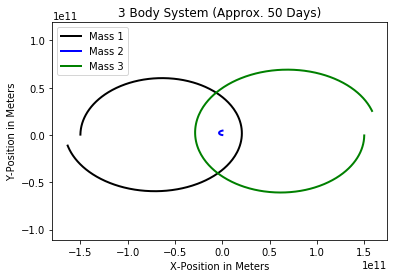 3 Body System (Approx. 50 Days)
1e11
Mass 1
Mass 2
Mass 3
Y-Position in Meters
1.0
0.5
0.0
−0.5
−1.0
−1.5 −1.0 −0.5 0.0 0.5 1.0 1.5
X-Position in Meters
1e11